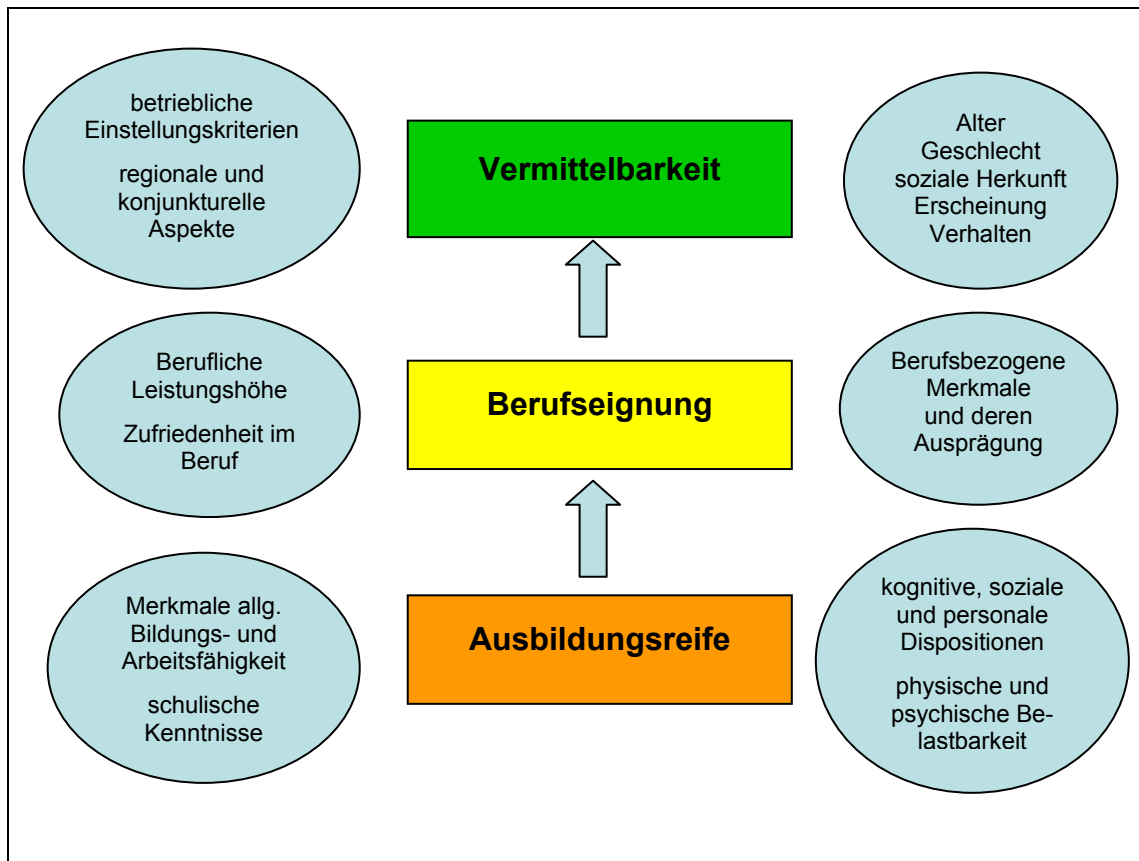 betriebliche
Einstellungskriterien
regionale und
konjunkturelle
Aspekte
Vermittelbarkeit
Alter
Geschlecht
soziale Herkunft
Erscheinung
Verhalten
Berufliche
Leistungshöhe
Zufriedenheit im
Beruf
Berufseignung
Berufsbezogene
Merkmale
und deren
Ausprägung
Merkmale allg.
Bildungs- und
Arbeitsfähigkeit
schulische
Kenntnisse
Ausbildungsreife
kognitive, soziale
und personale
Dispositionen
physische und
psychische Be-
lastbarkeit